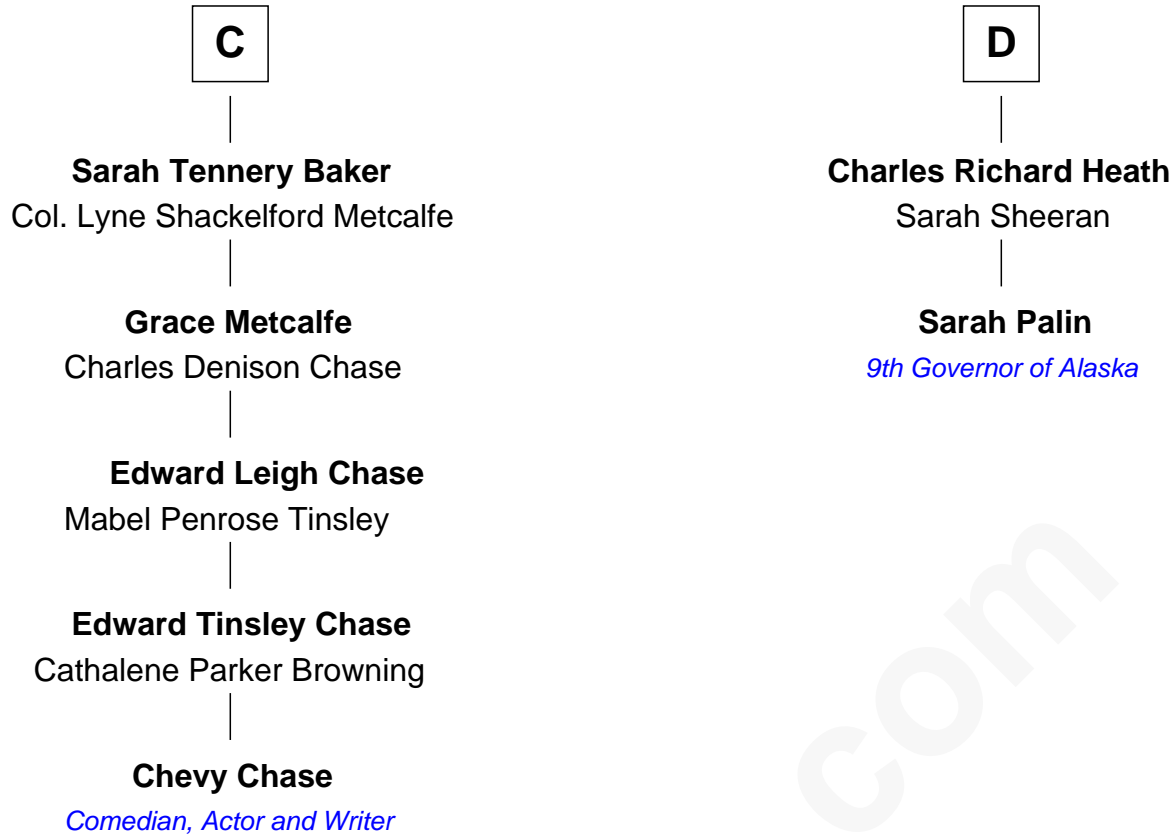 C
Sarah Tennery Baker
Col. Lyne Shackelford Metcalfe
Grace Metcalfe
Charles Denison Chase
Edward Leigh Chase
Mabel Penrose Tinsley
Edward Tinsley Chase
Cathalene Parker Browning
Chevy Chase
Comedian, Actor and Writer
D
Charles Richard Heath
Sarah Sheeran
Sarah Palin
9th Governor of Alaska
com